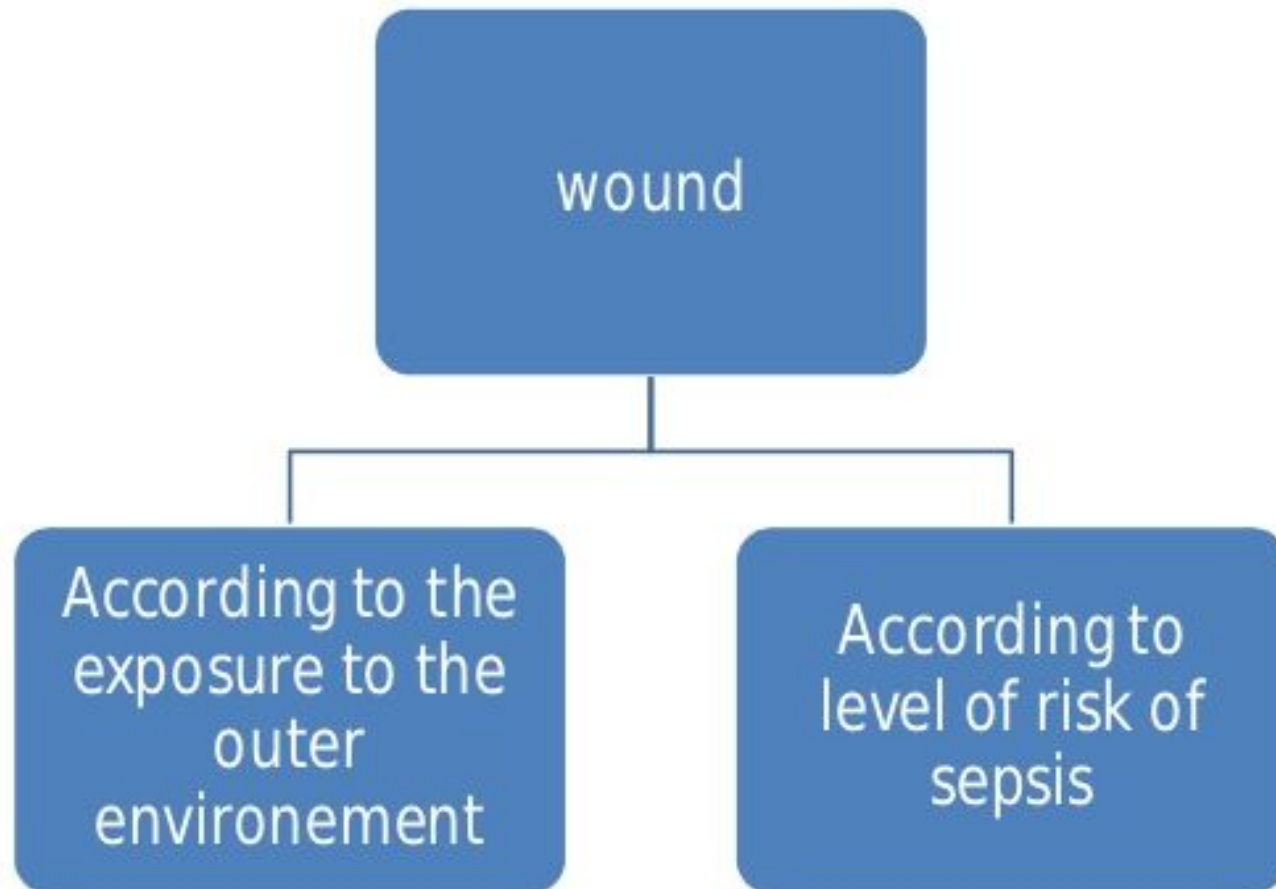 wound
According to the
exposure to the
outer
environement
According to
level of risk of
sepsis